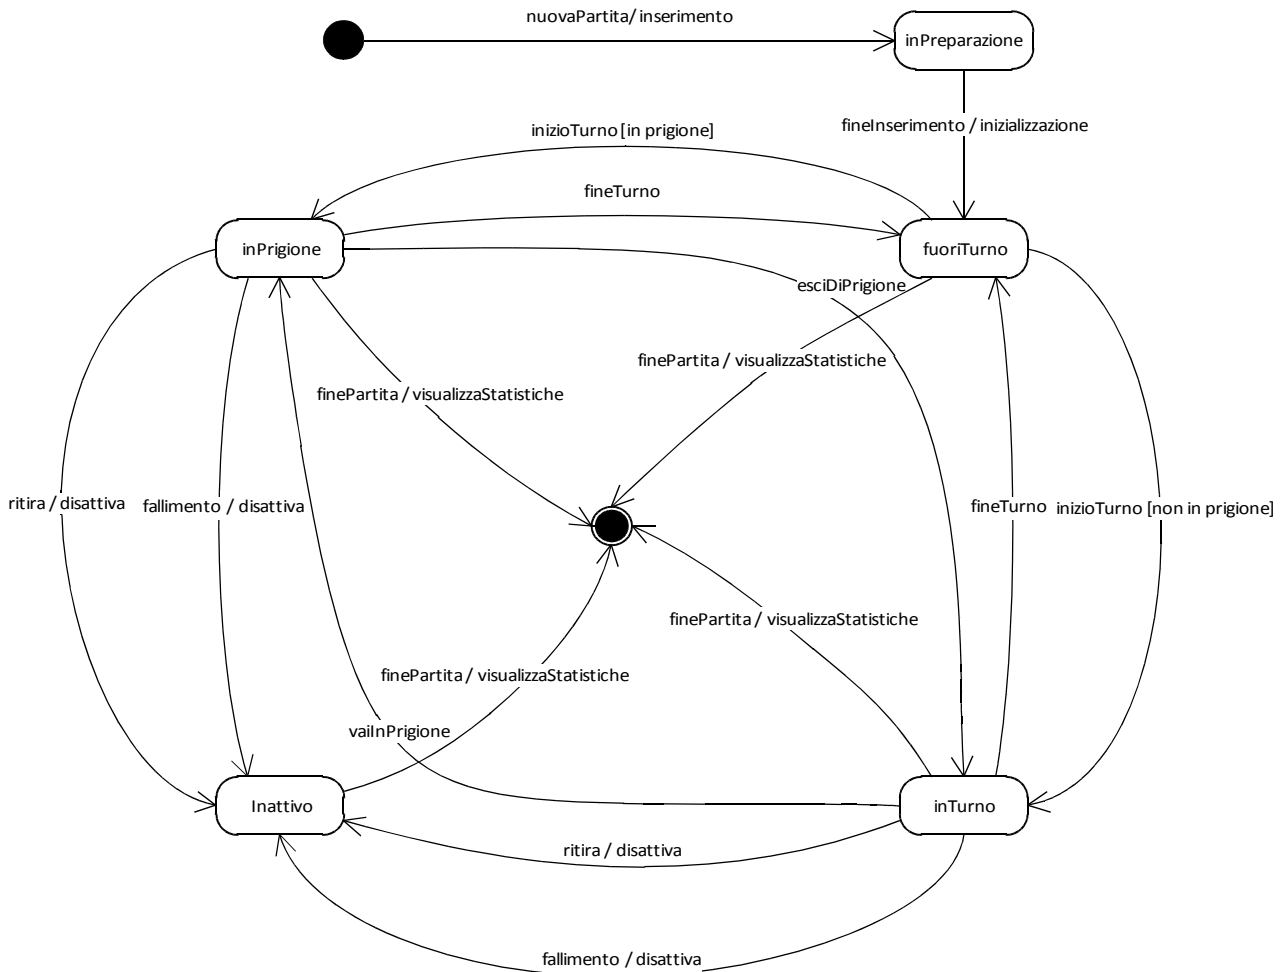 nuovaPartita/ inserimento
inPreparazione
fineInserimento / inizializzazione
inizioTurno [in prigione]
fineTurno
inPrigione
fuoriTurno
esciDiPrigione
finePartita / visualizzaStatistiche
finePartita / visualizzaStatistiche
ritira / disattiva
fallimento / disattiva
fineTurno
inizioTurno [non in prigione]
finePartita / visualizzaStatistiche
finePartita / visualizzaStatistiche
vaiInPrigione
Inattivo
inTurno
ritira / disattiva
fallimento / disattiva